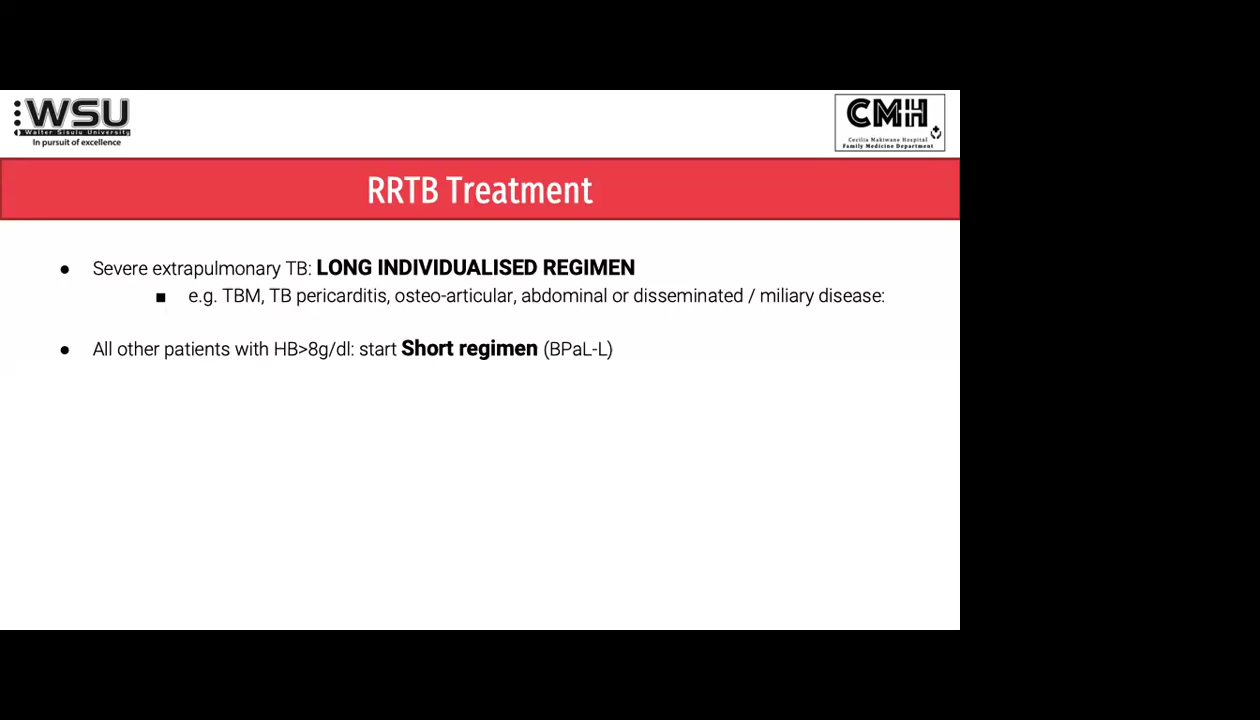 WSU
Walter Sisulu University
In pursuit of excellence
CMH
Cecilia Makiwane Hospital
Family Medicine Department
RRTB Treatment
● Severe extrapulmonary TB: LONG INDIVIDUALISED REGIMEN
■ e.g. TBM, TB pericarditis, osteo-articular, abdominal or disseminated / miliary disease:
● All other patients with HB>8g/dl: start Short regimen (BPaL-L)